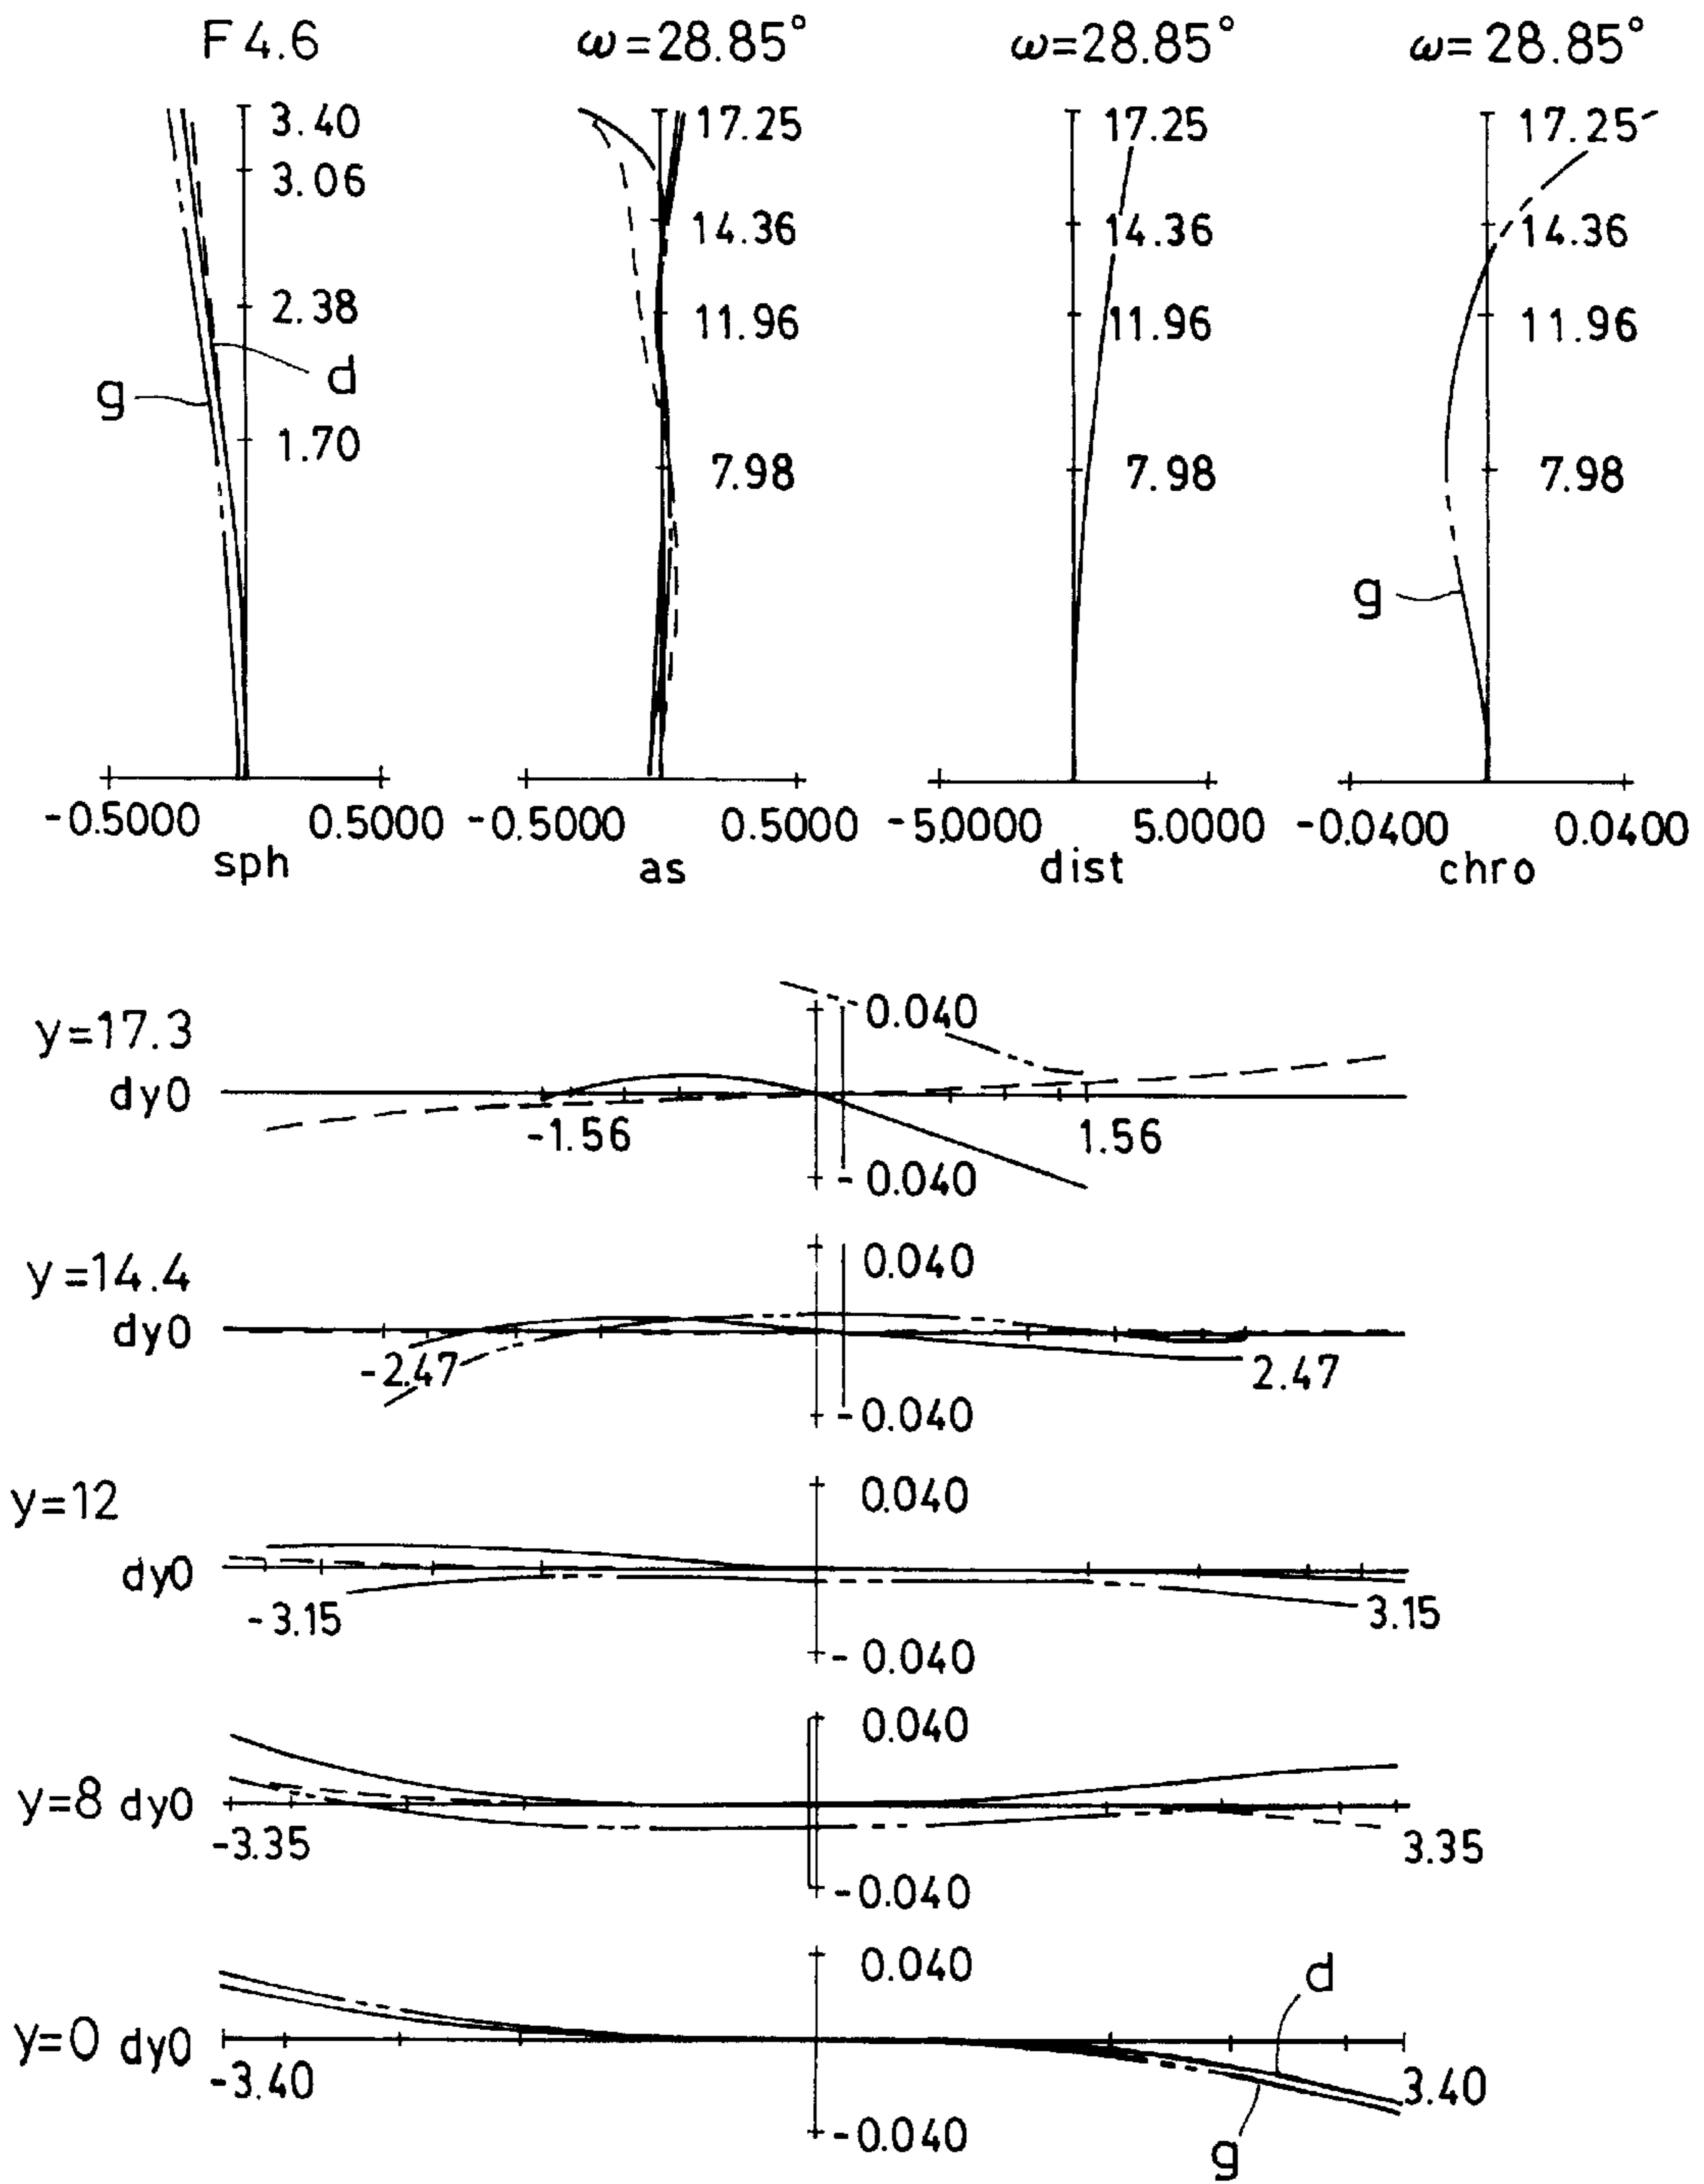 F 4.6
ω=28.85°
ω=28.85°
ω=28.85°
3.40
3.06
2.38
1.70
d
g
-0.5000
0.5000
sph
17.25
14.36
11.96
7.98
-0.5000
0.5000
as
17.25
14.36
11.96
7.98
-5.0000
5.0000
dist
17.25
14.36
11.96
7.98
g
-0.0400
0.0400
chro
y=17.3
dy0
0.040
-1.56
1.56
-0.040
y=14.4
dy0
0.040
-2.47
2.47
-0.040
y=12
dy0
0.040
-3.15
3.15
-0.040
y=8 dy0
0.040
-3.35
3.35
-0.040
y=0 dy0
0.040
d
-3.40
3.40
g
-0.040